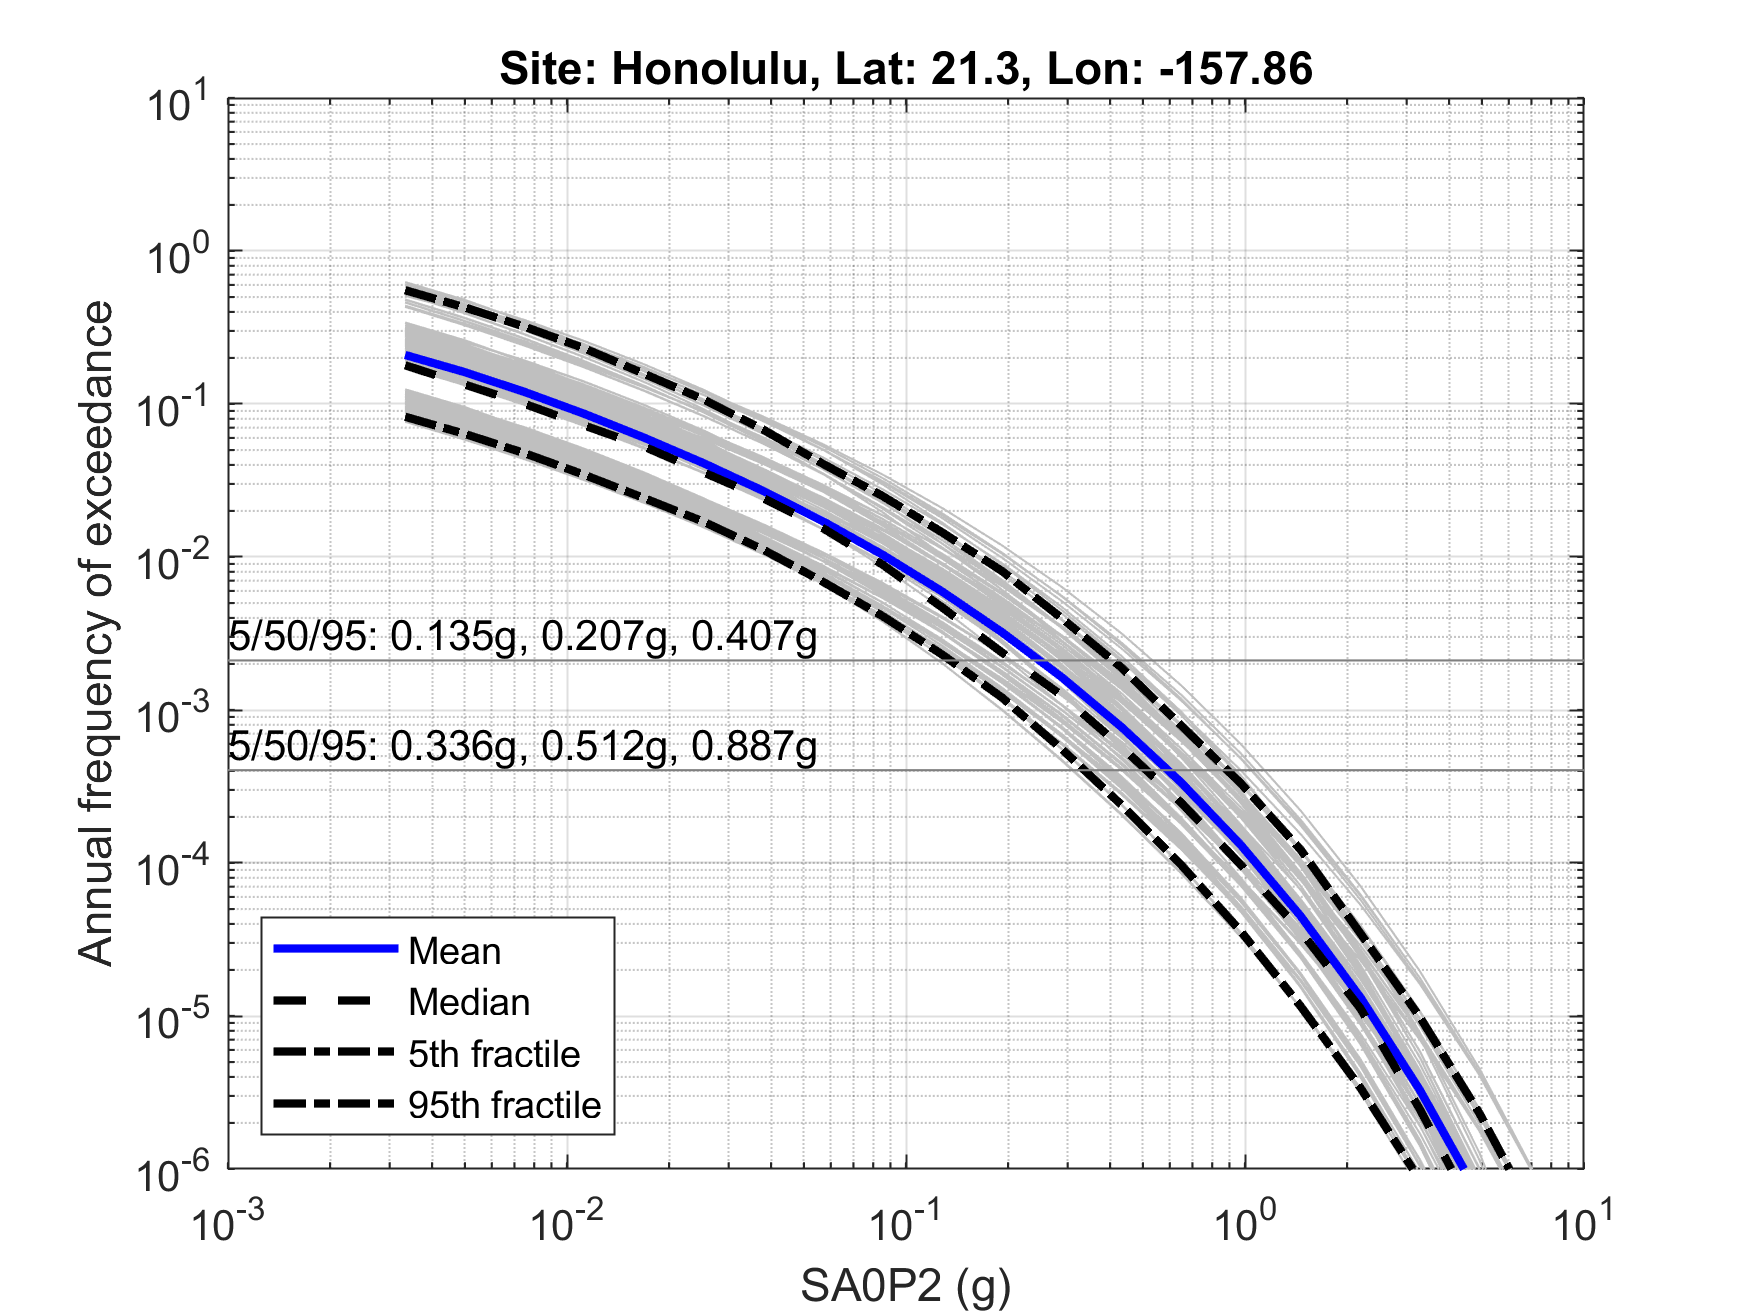 Site: Honolulu, Lat: 21.3, Lon: -157.86
10^1
10^0
10^-1
10^-2
10^-3
10^-4
10^-5
10^-6
Annual frequency of exceedance
5/50/95: 0.135g, 0.207g, 0.407g
5/50/95: 0.336g, 0.512g, 0.887g
Mean
Median
5th fractile
95th fractile
10^-3 10^-2 10^-1 10^0 10^1
SA0P2 (g)